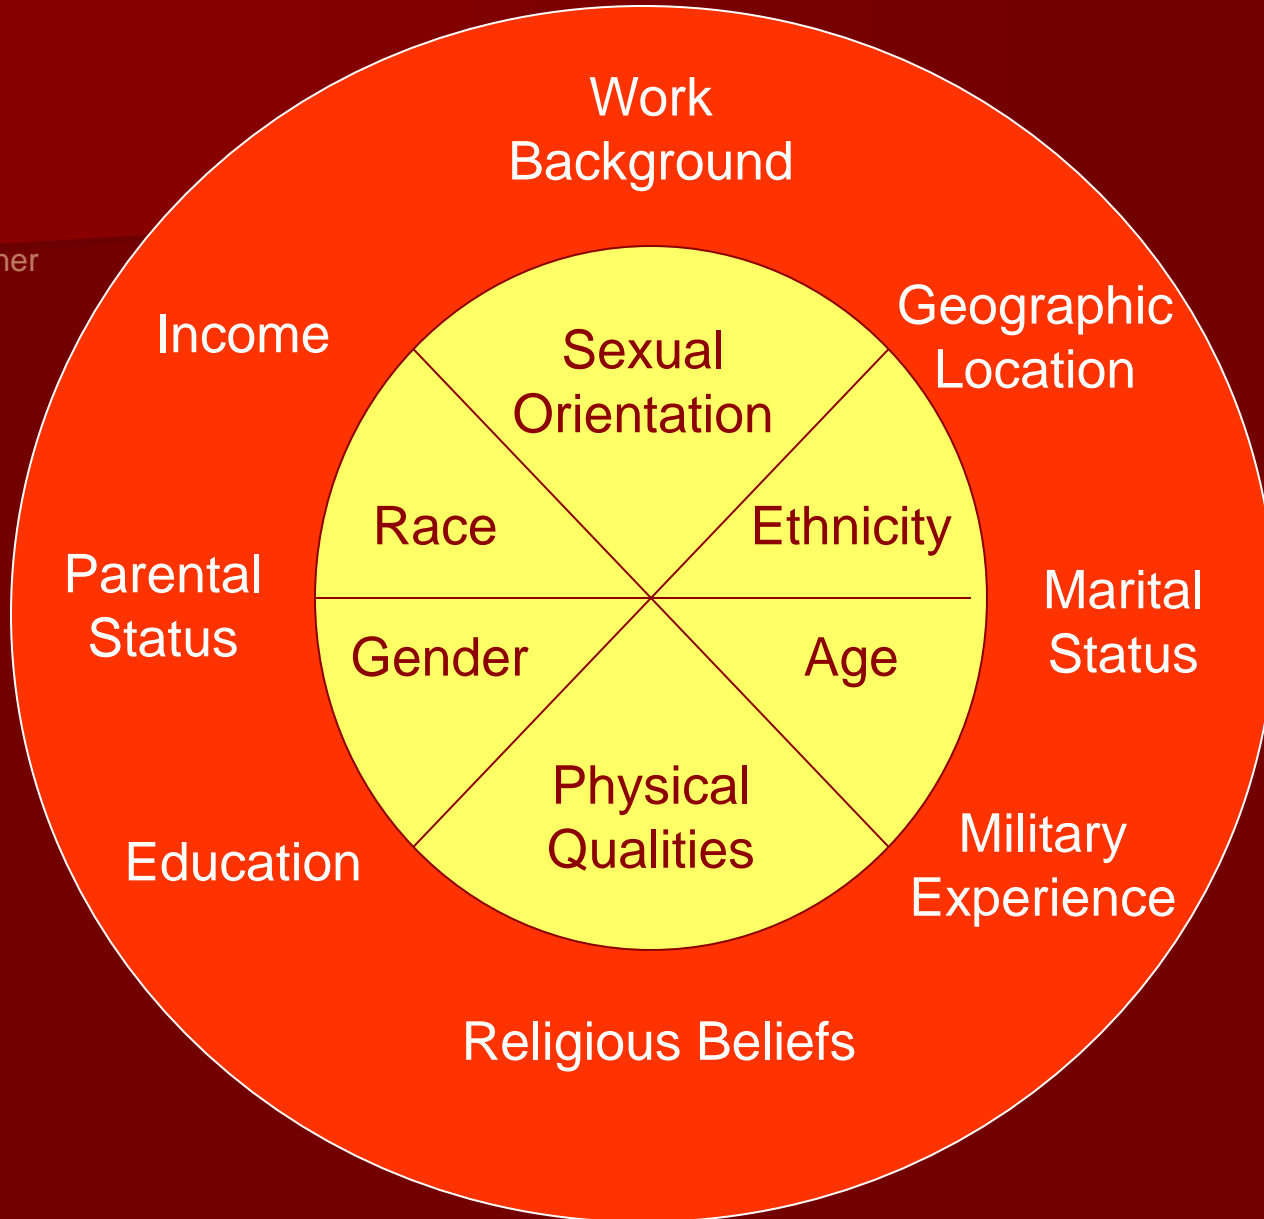 Work
Background
Income
Geographic
Location
Sexual
Orientation
Race
Ethnicity
Parental
Status
Marital
Status
Gender
Age
Physical
Qualities
Education
Military
Experience
Religious Beliefs